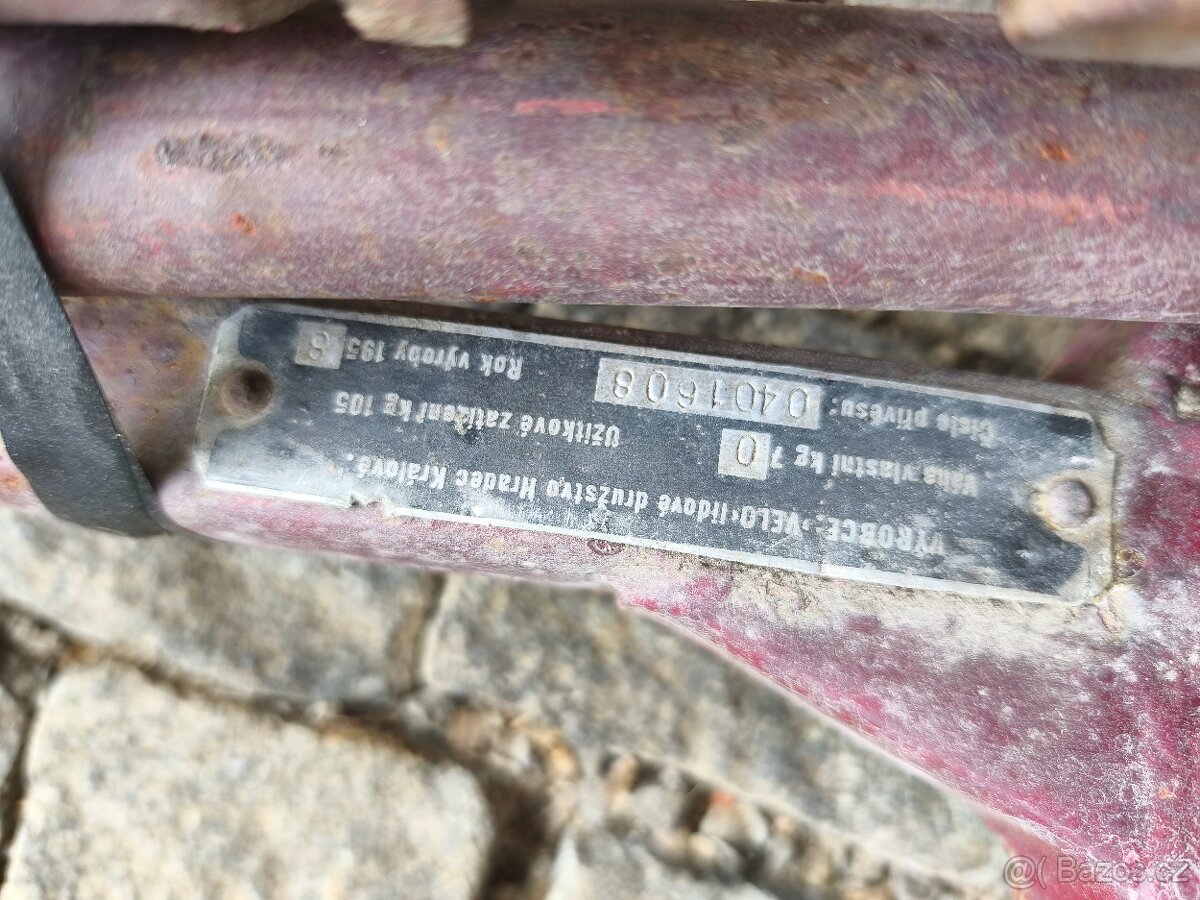 VÝROBCE: ›VELO‹ lidové družstvo Hradec Králové.
Váha vlastní kg 70 Užitkové zatížení kg 105
Číslo přívěsu: 0401608 Rok výroby 1958
@ Bazos.cz